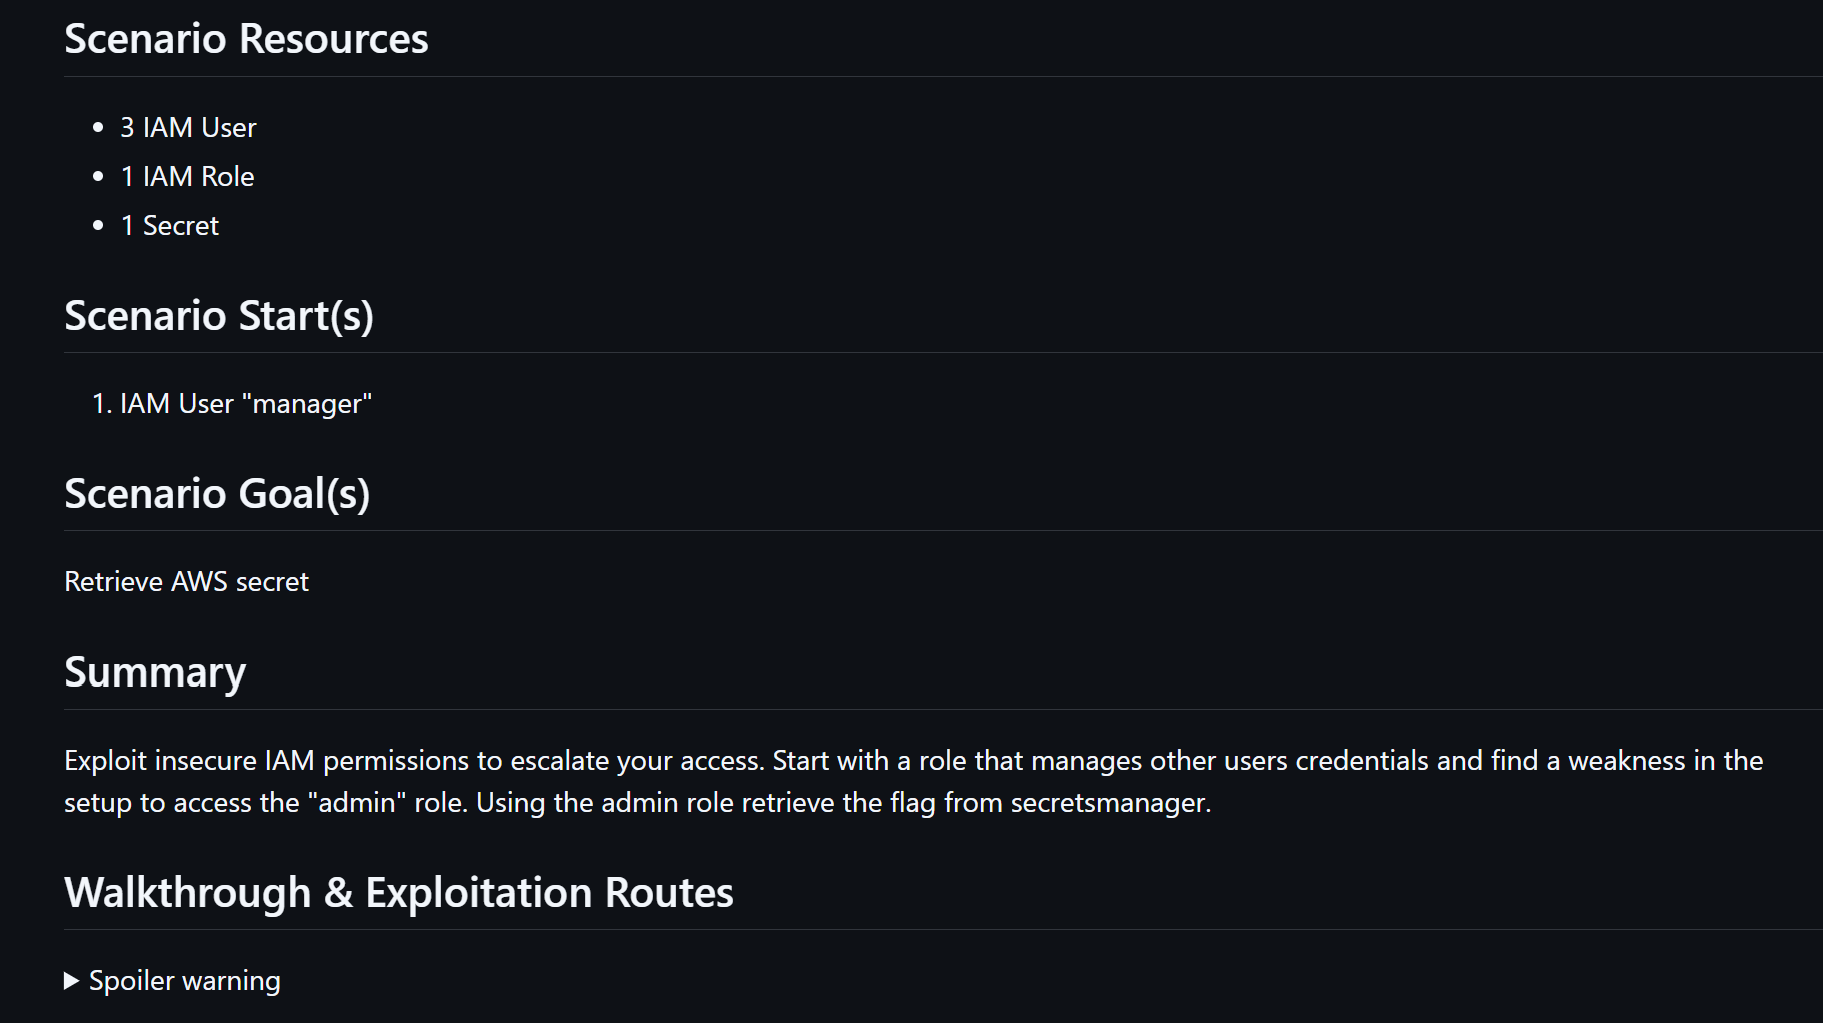 Scenario Resources
• 3 IAM User
• 1 IAM Role
• 1 Secret
Scenario Start(s)
1. IAM User "manager"
Scenario Goal(s)
Retrieve AWS secret
Summary
Exploit insecure IAM permissions to escalate your access. Start with a role that manages other users credentials and find a weakness in the
setup to access the "admin" role. Using the admin role retrieve the flag from secretsmanager.
Walkthrough & Exploitation Routes
▶ Spoiler warning